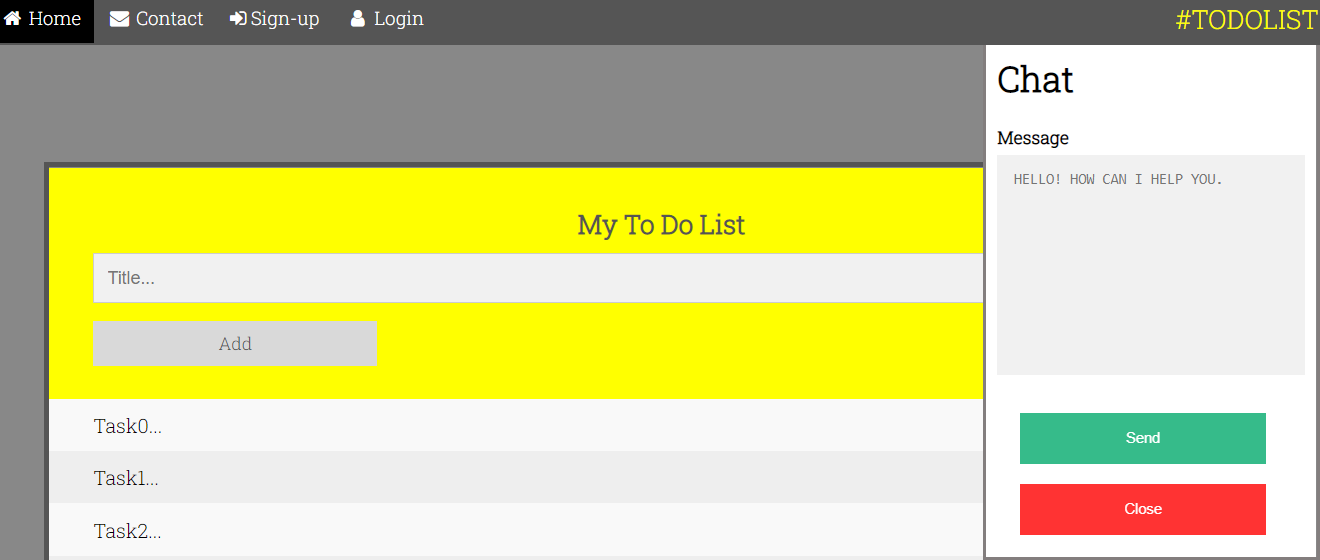 Home Contact Sign-up Login #TODOLIST
Chat
Message
HELLO! HOW CAN I HELP YOU.
Send
Close
My To Do List
Title...
Add
Task0...
Task1...
Task2...